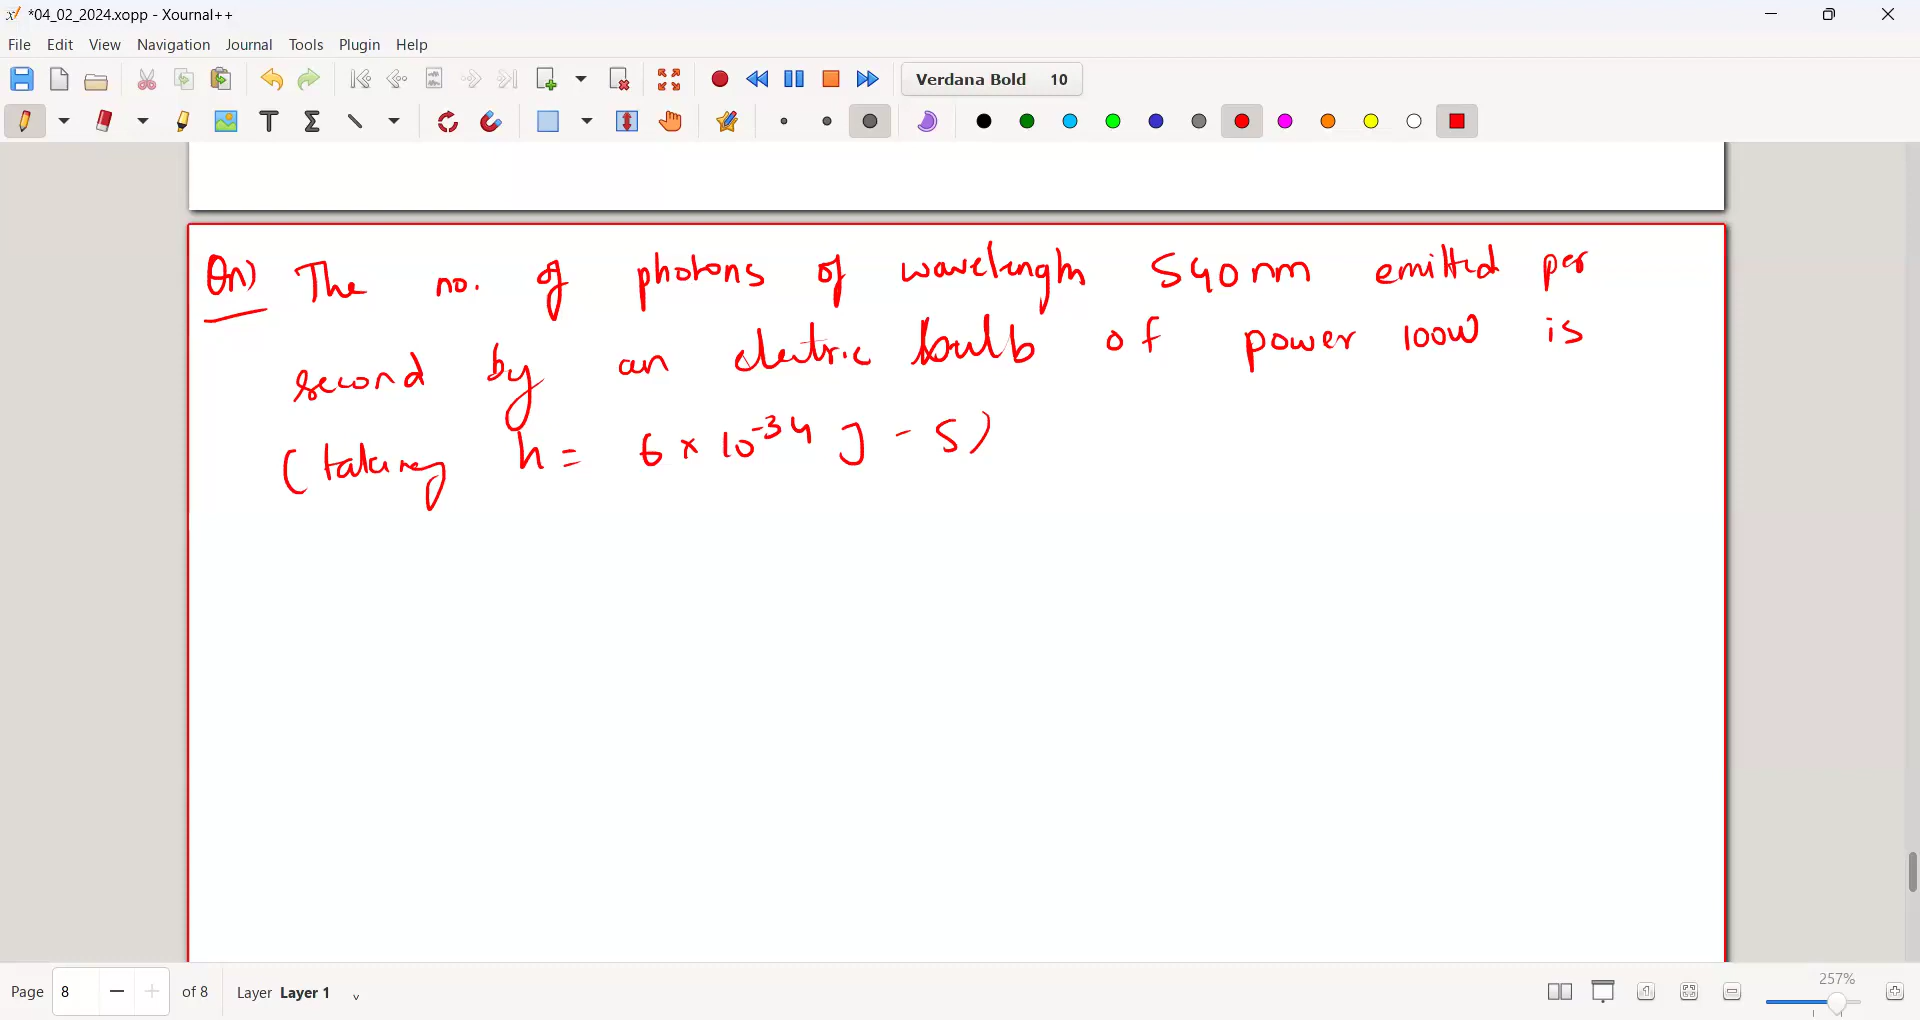 *04_02_2024.xopp - Xournal++
File Edit View Navigation Journal Tools Plugin Help
Verdana Bold 10
Qn) The no. of photons of wavelength 540nm emitted per
second by an electric bulb of power 100W is
(taking h = 6 × 10⁻³⁴ J - S)
257%
Page 8 of 8 Layer Layer 1